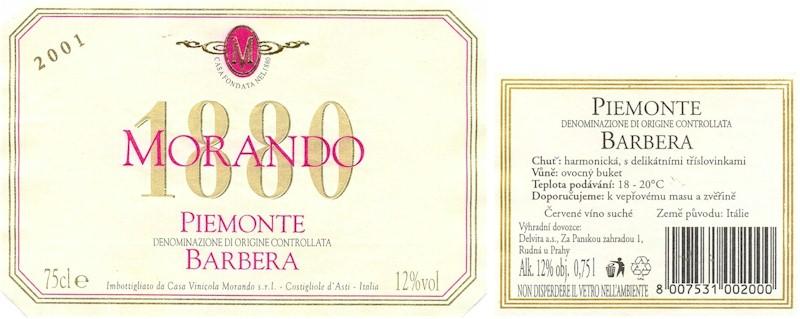 2001
M
CASA FONDATA NEL 1880
1880
MORANDO
PIEMONTE
DENOMINAZIONE DI ORIGINE CONTROLLATA
BARBERA
75cl e
12%vol
Imbottigliato da Casa Vinicola Morando s.r.l. - Costigliole d'Asti - Italia
PIEMONTE
DENOMINAZIONE DI ORIGINE CONTROLLATA
BARBERA
Chuť: harmonická, s delikátními tříslovinkami
Vůně: ovocný buket
Teplota podávání: 18 - 20°C
Doporučujeme: k vepřovému masu a zvěřině
Červené víno suché Země původu: Itálie
Výhradní dovozce:
Delvita a.s., Za Panskou zahradou 1,
Rudná u Prahy
Alk. 12% obj. 0,75 l
NON DISPERDERE IL VETRO NELL'AMBIENTE
8 007531 002000